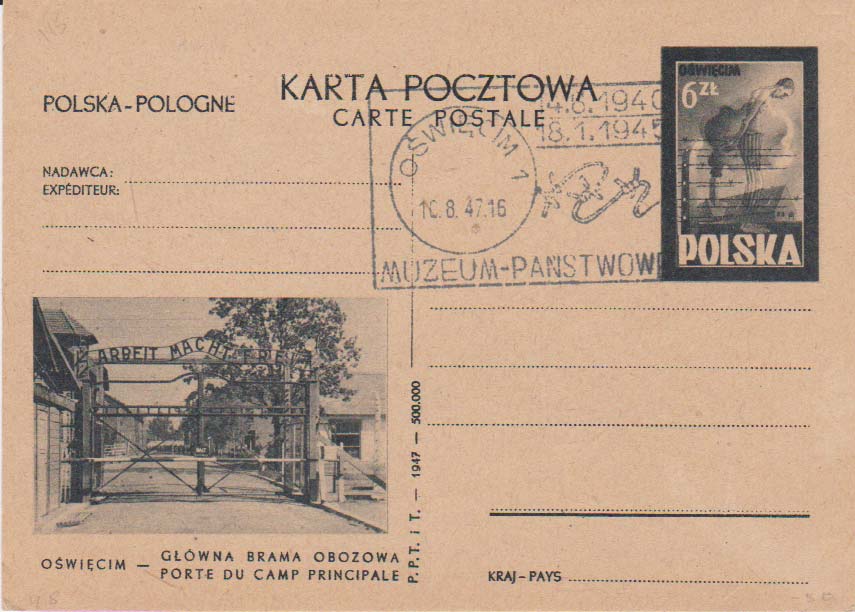 KARTA POCZTOWA
CARTE POSTALE
POLSKA-POLOGNE
NADAWCA:
EXPÉDITEUR:
OŚWIĘCIM
6 ZŁ
POLSKA
14.6.1940
18.1.1945
OŚWIĘCIM 1
10.8.47.16
MUZEUM-PAŃSTWOWE
ARBEIT MACHT FREI
P.P.T. i T. — 1947 — 500.000
OŚWIĘCIM — GŁÓWNA BRAMA OBOZOWA
PORTE DU CAMP PRINCIPALE
KRAJ-PAYS